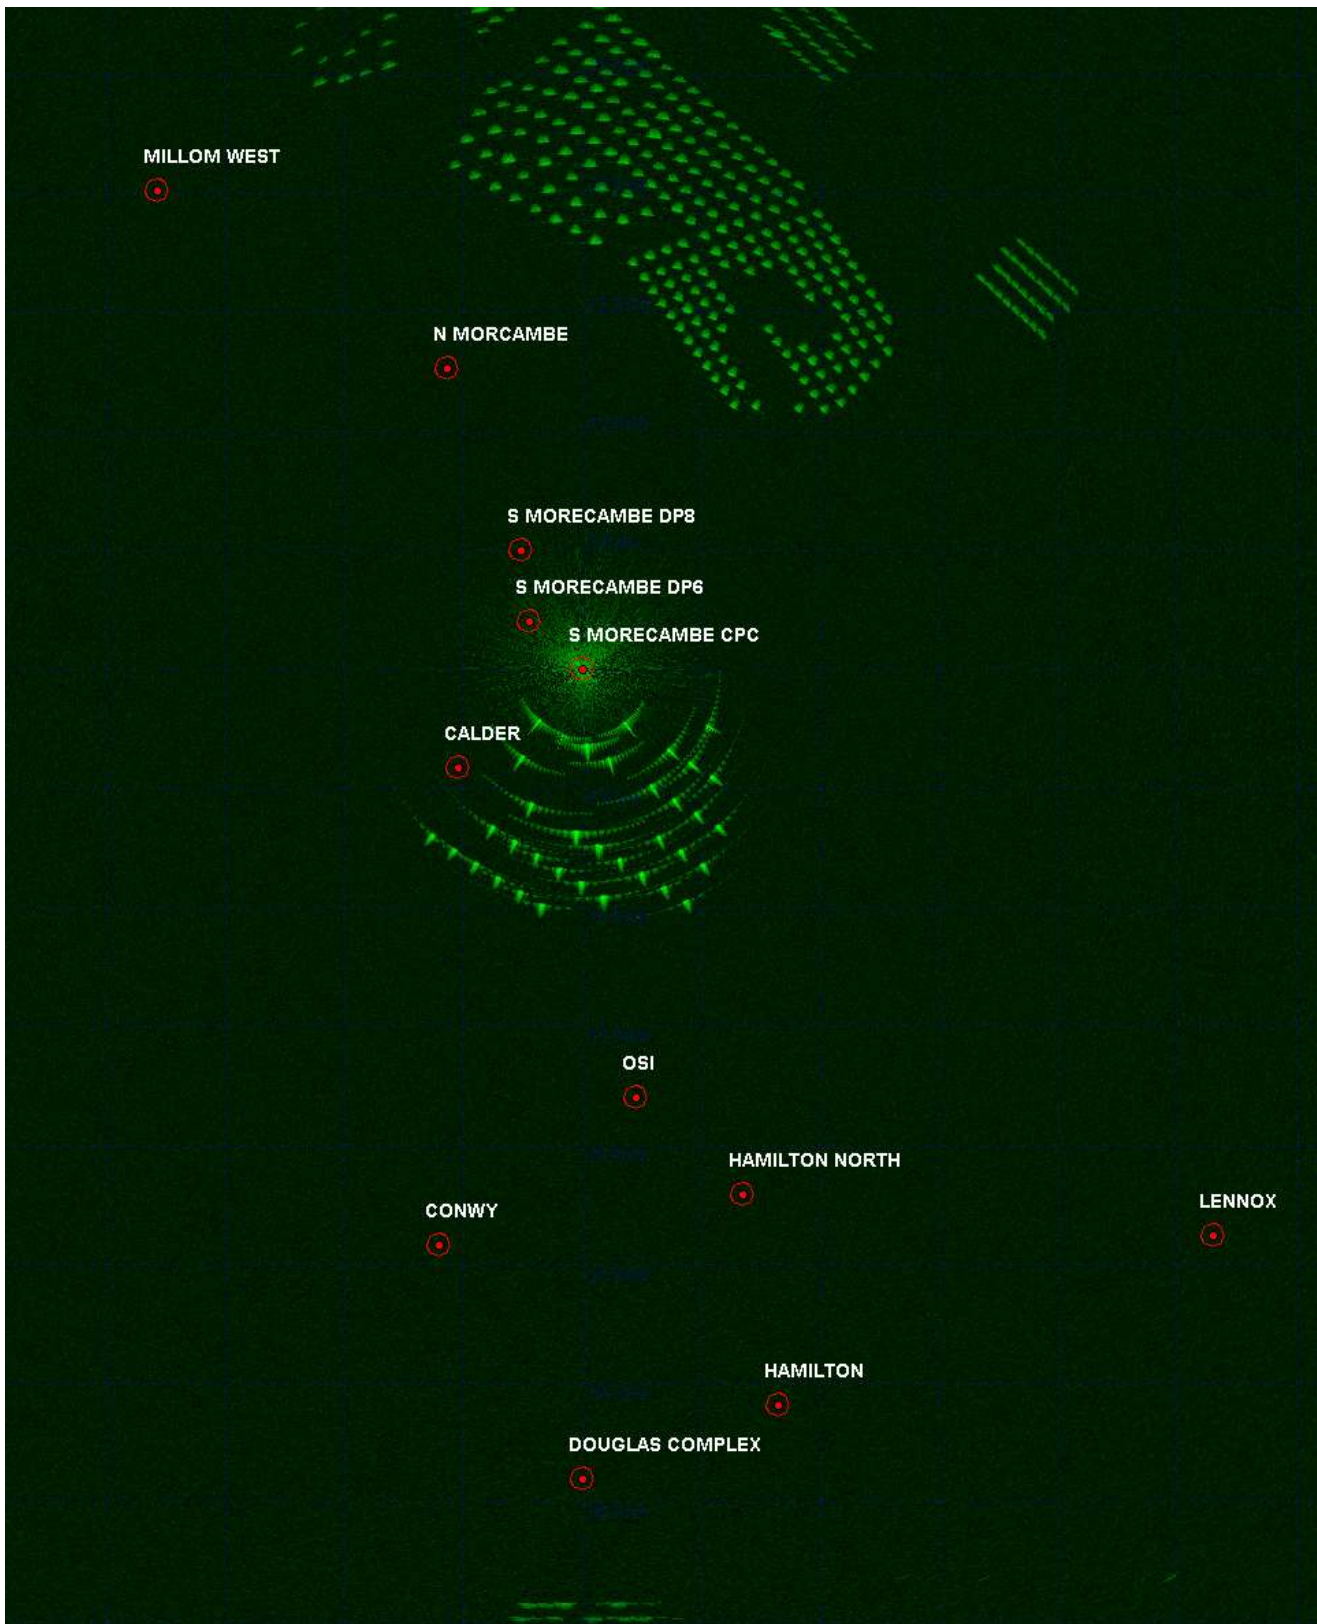 MILLOM WEST
N MORCAMBE
S MORECAMBE DP8
S MORECAMBE DP6
S MORECAMBE CPC
CALDER
OSI
HAMILTON NORTH
LENNOX
CONWY
HAMILTON
DOUGLAS COMPLEX